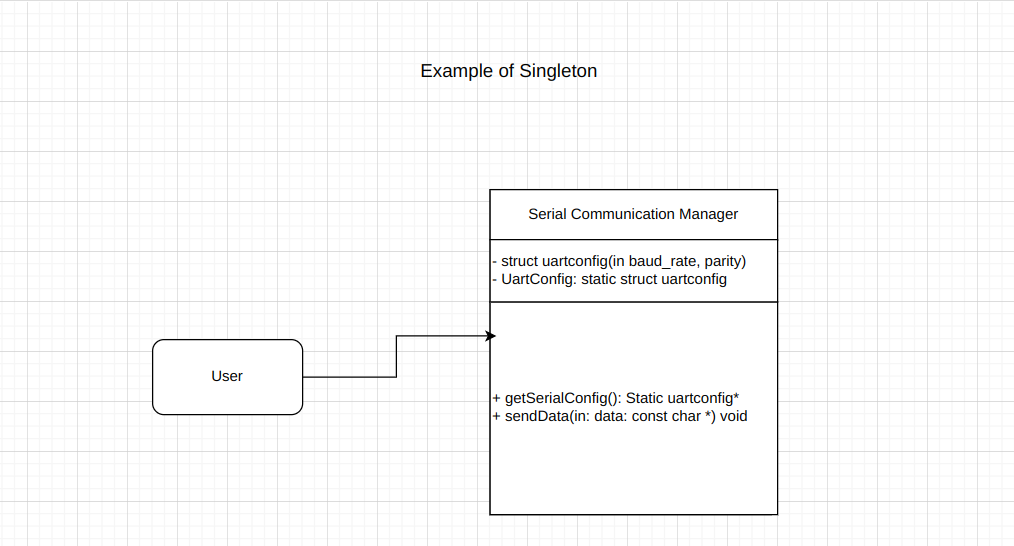 Example of Singleton
Serial Communication Manager
- struct uartconfig(in baud_rate, parity)
- UartConfig: static struct uartconfig
User
+ getSerialConfig(): Static uartconfig*
+ sendData(in: data: const char *) void